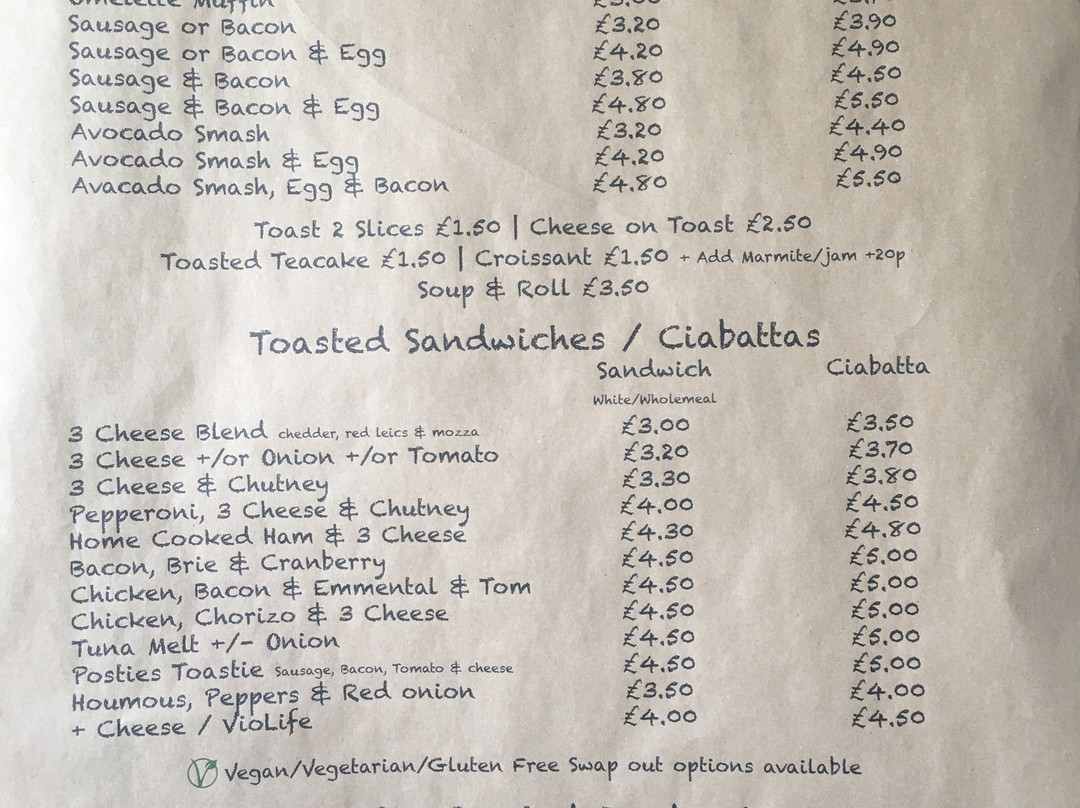 Omelette Muffin
Sausage or Bacon £3.20 £3.90
Sausage or Bacon & Egg £4.20 £4.90
Sausage & Bacon £3.80 £4.50
Sausage & Bacon & Egg £4.80 £5.50
Avocado Smash £3.20 £4.40
Avocado Smash & Egg £4.20 £4.90
Avacado Smash, Egg & Bacon £4.80 £5.50
Toast 2 Slices £1.50 | Cheese on Toast £2.50
Toasted Teacake £1.50 | Croissant £1.50 + Add Marmite/jam +20p
Soup & Roll £3.50
Toasted Sandwiches / Ciabattas
Sandwich Ciabatta
White/Wholemeal
3 Cheese Blend chedder, red leics & mozza £3.00 £3.50
3 Cheese +/or Onion +/or Tomato £3.20 £3.70
3 Cheese & Chutney £3.30 £3.80
Pepperoni, 3 Cheese & Chutney £4.00 £4.50
Home Cooked Ham & 3 Cheese £4.30 £4.80
Bacon, Brie & Cranberry £4.50 £5.00
Chicken, Bacon & Emmental & Tom £4.50 £5.00
Chicken, Chorizo & 3 Cheese £4.50 £5.00
Tuna Melt +/- Onion £4.50 £5.00
Posties Toastie Sausage, Bacon, Tomato & cheese £4.50 £5.00
Houmous, Peppers & Red onion £3.50 £4.00
+ Cheese / VioLife £4.00 £4.50
V Vegan/Vegetarian/Gluten Free Swap out options available